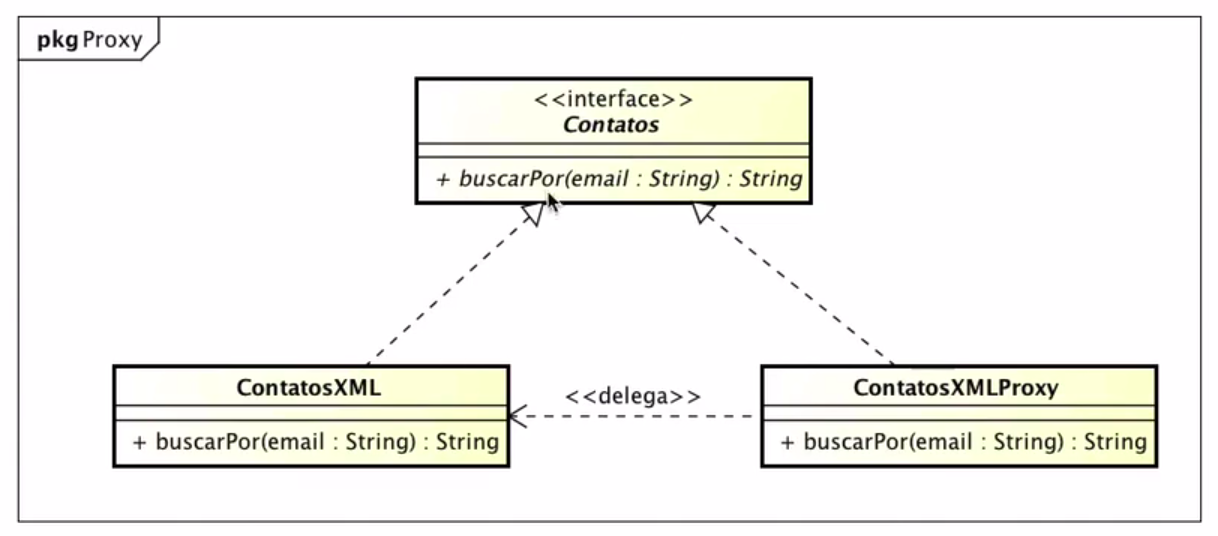 pkg Proxy
<<interface>>
Contatos
+ buscarPor(email : String) : String
ContatosXML
+ buscarPor(email : String) : String
<<delega>>
ContatosXMLProxy
+ buscarPor(email : String) : String